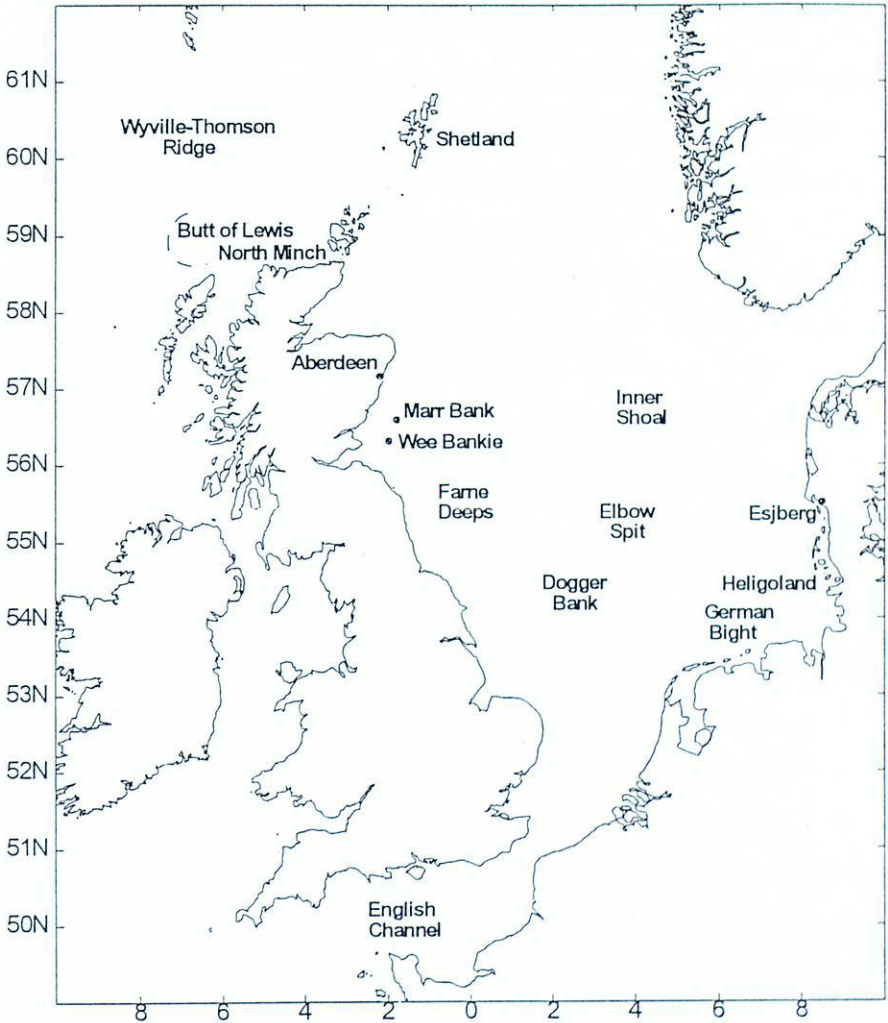 61N
Wyville-Thomson
Ridge
60N
Shetland
59N
Butt of Lewis
North Minch
58N
Aberdeen
57N
Marr Bank
Inner
Shoal
Wee Bankie
56N
Farne
Deeps
Elbow
Spit
Esjberg
55N
Dogger
Bank
Heligoland
54N
German
Bight
53N
52N
51N
English
Channel
50N
8 6 4 2 0 2 4 6 8